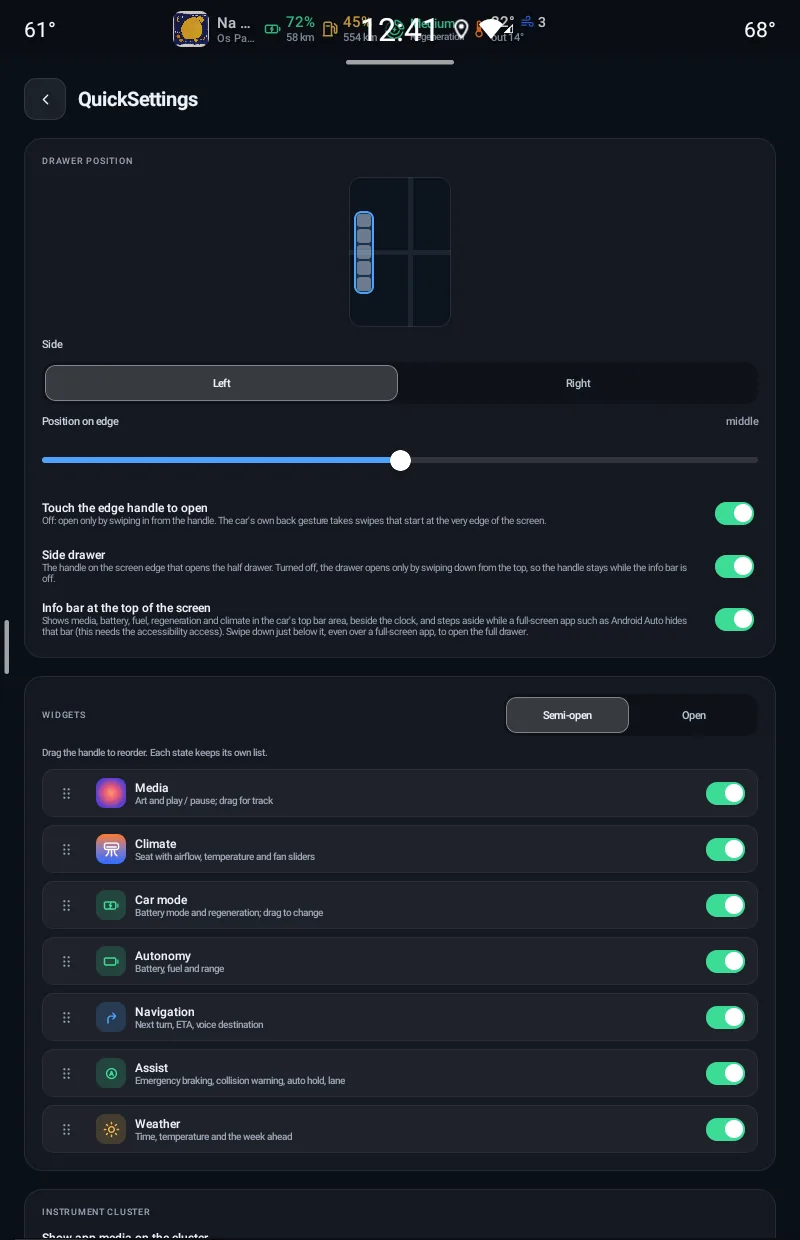 61°
Na ...
Os Pa...
72%
58 km
45%
554 km
12:41
Medium
Regeneration
22°
out 14°
3
68°
QuickSettings
DRAWER POSITION
Side
Left
Right
Position on edge
middle
Touch the edge handle to open
Off: open only by swiping in from the handle. The car's own back gesture takes swipes that start at the very edge of the screen.
Side drawer
The handle on the screen edge that opens the half drawer. Turned off, the drawer opens only by swiping down from the top, so the handle stays while the info bar is
off.
Info bar at the top of the screen
Shows media, battery, fuel, regeneration and climate in the car's top bar area, beside the clock, and steps aside while a full-screen app such as Android Auto hides
that bar (this needs the accessibility access). Swipe down just below it, even over a full-screen app, to open the full drawer.
WIDGETS
Semi-open
Open
Drag the handle to reorder. Each state keeps its own list.
Media
Art and play / pause; drag for track
Climate
Seat with airflow, temperature and fan sliders
Car mode
Battery mode and regeneration; drag to change
Autonomy
Battery, fuel and range
Navigation
Next turn, ETA, voice destination
Assist
Emergency braking, collision warning, auto hold, lane
Weather
Time, temperature and the week ahead
INSTRUMENT CLUSTER
Show app media on the cluster